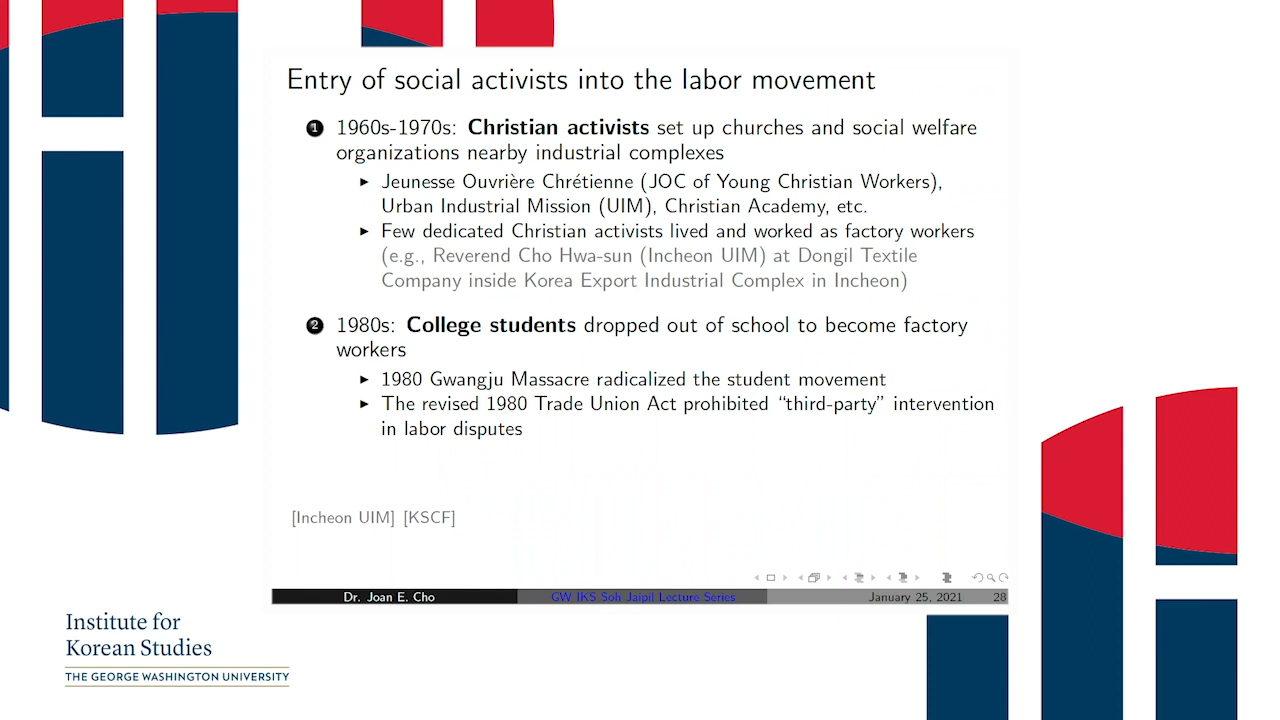 Entry of social activists into the labor movement
1 1960s-1970s: Christian activists set up churches and social welfare
organizations nearby industrial complexes
▶ Jeunesse Ouvrière Chrétienne (JOC of Young Christian Workers),
Urban Industrial Mission (UIM), Christian Academy, etc.
▶ Few dedicated Christian activists lived and worked as factory workers
(e.g., Reverend Cho Hwa-sun (Incheon UIM) at Dongil Textile
Company inside Korea Export Industrial Complex in Incheon)
2 1980s: College students dropped out of school to become factory
workers
▶ 1980 Gwangju Massacre radicalized the student movement
▶ The revised 1980 Trade Union Act prohibited “third-party” intervention
in labor disputes
[Incheon UIM] [KSCF]
Dr. Joan E. Cho GW IKS Soh Jaipil Lecture Series January 25, 2021 28
Institute for
Korean Studies
THE GEORGE WASHINGTON UNIVERSITY